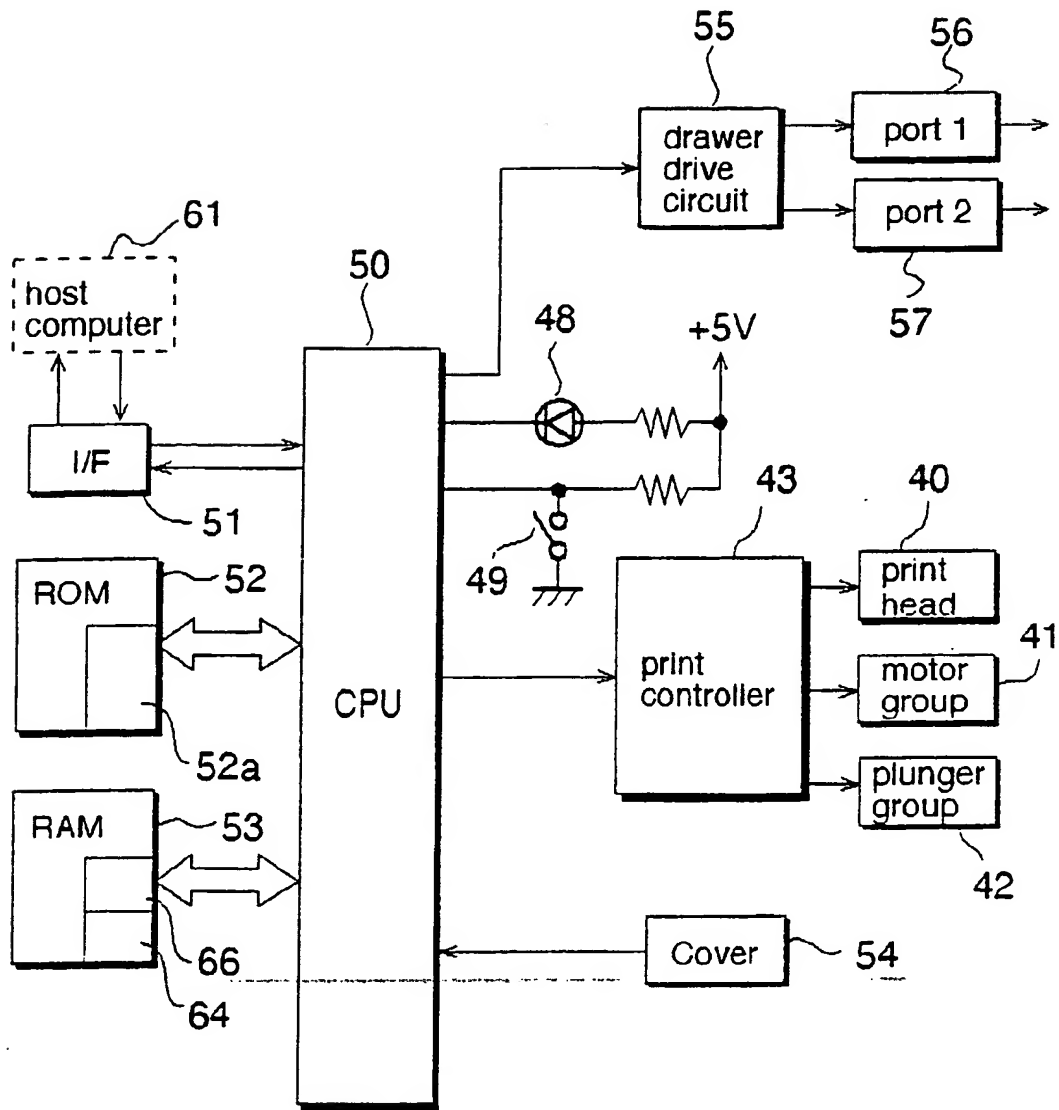 55
56
drawer
drive
circuit
port 1
port 2
57
61
host
computer
50
48
+5V
I/F
51
49
43
40
print
head
ROM
52
52a
CPU
print
controller
motor
group
41
plunger
group
42
RAM
53
66
64
Cover
54